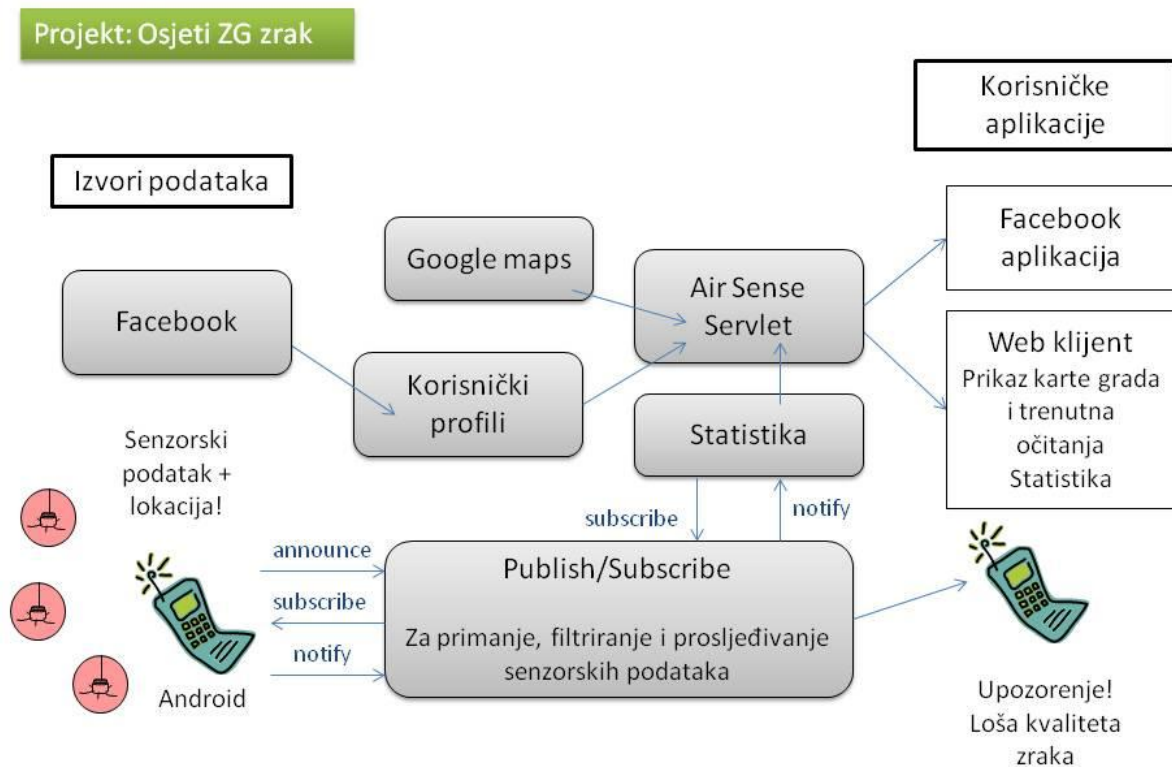 Projekt: Osjeti ZG zrak
Korisničke
aplikacije
Izvori podataka
Facebook
aplikacija
Google maps
Air Sense
Servlet
Facebook
Korisnički
profili
Web klijent
Prikaz karte grada
i trenutna
očitanja
Statistika
Statistika
Senzorski
podatak +
lokacija!
subscribe
notify
announce
subscribe
notify
Publish/Subscribe
Za primanje, filtriranje i prosljeđivanje
senzorskih podataka
Android
Upozorenje!
Loša kvaliteta
zraka